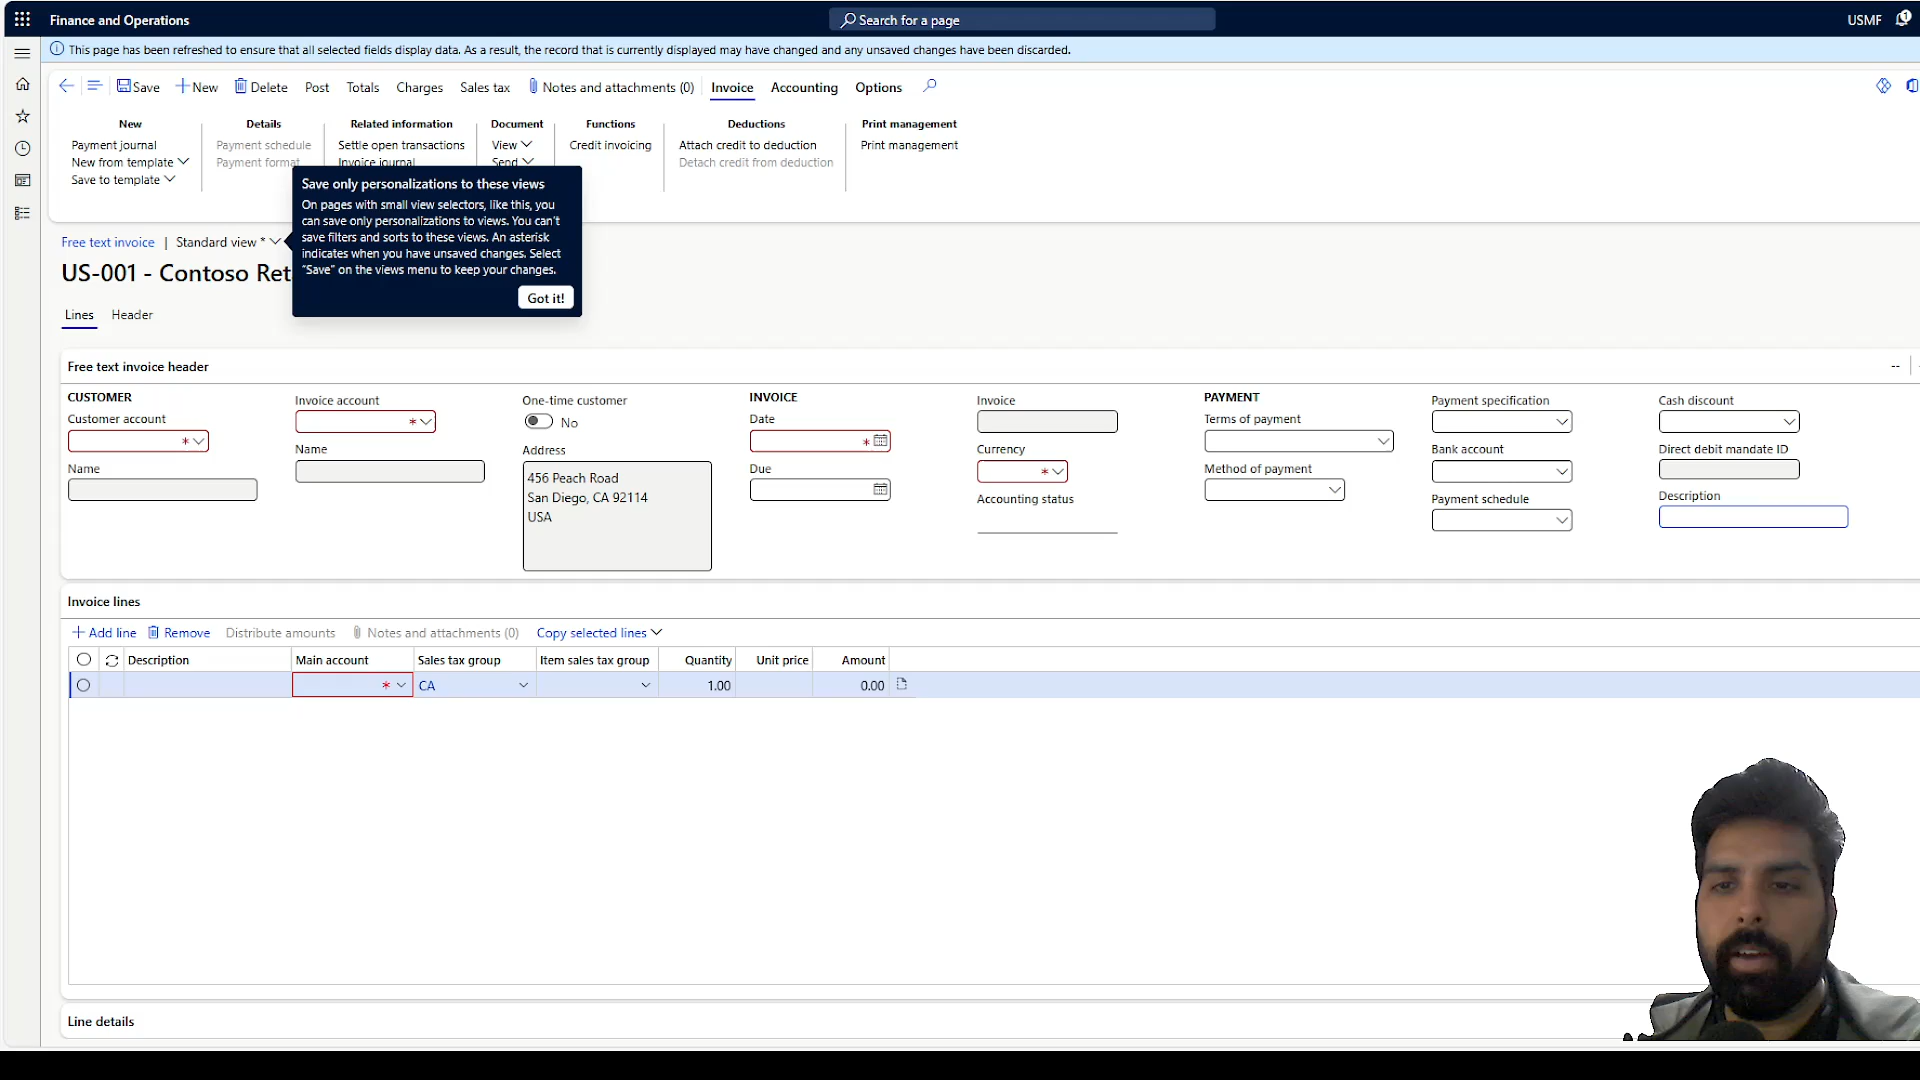 Finance and Operations
Search for a page
USMF
1
This page has been refreshed to ensure that all selected fields display data. As a result, the record that is currently displayed may have changed and any unsaved changes have been discarded.
Save
New
Delete
Post
Totals
Charges
Sales tax
Notes and attachments (0)
Invoice
Accounting
Options
New
Payment journal
New from template
Save to template
Details
Payment schedule
Payment format
Related information
Settle open transactions
Invoice journal
Document
View
Send
Functions
Credit invoicing
Deductions
Attach credit to deduction
Detach credit from deduction
Print management
Print management
Save only personalizations to these views
On pages with small view selectors, like this, you
can save only personalizations to views. You can't
save filters and sorts to these views. An asterisk
indicates when you have unsaved changes. Select
"Save" on the views menu to keep your changes.
Got it!
Free text invoice | Standard view *
US-001 - Contoso Ret
Lines
Header
Free text invoice header
--
CUSTOMER
Customer account
*
Name
Invoice account
*
Name
One-time customer
No
Address
456 Peach Road
San Diego, CA 92114
USA
INVOICE
Date
*
Due
Invoice
Currency
*
Accounting status
PAYMENT
Terms of payment
Method of payment
Payment specification
Bank account
Payment schedule
Cash discount
Direct debit mandate ID
Description
Invoice lines
Add line
Remove
Distribute amounts
Notes and attachments (0)
Copy selected lines
Description
Main account
Sales tax group
Item sales tax group
Quantity
Unit price
Amount
*
CA
1.00
0.00
Line details